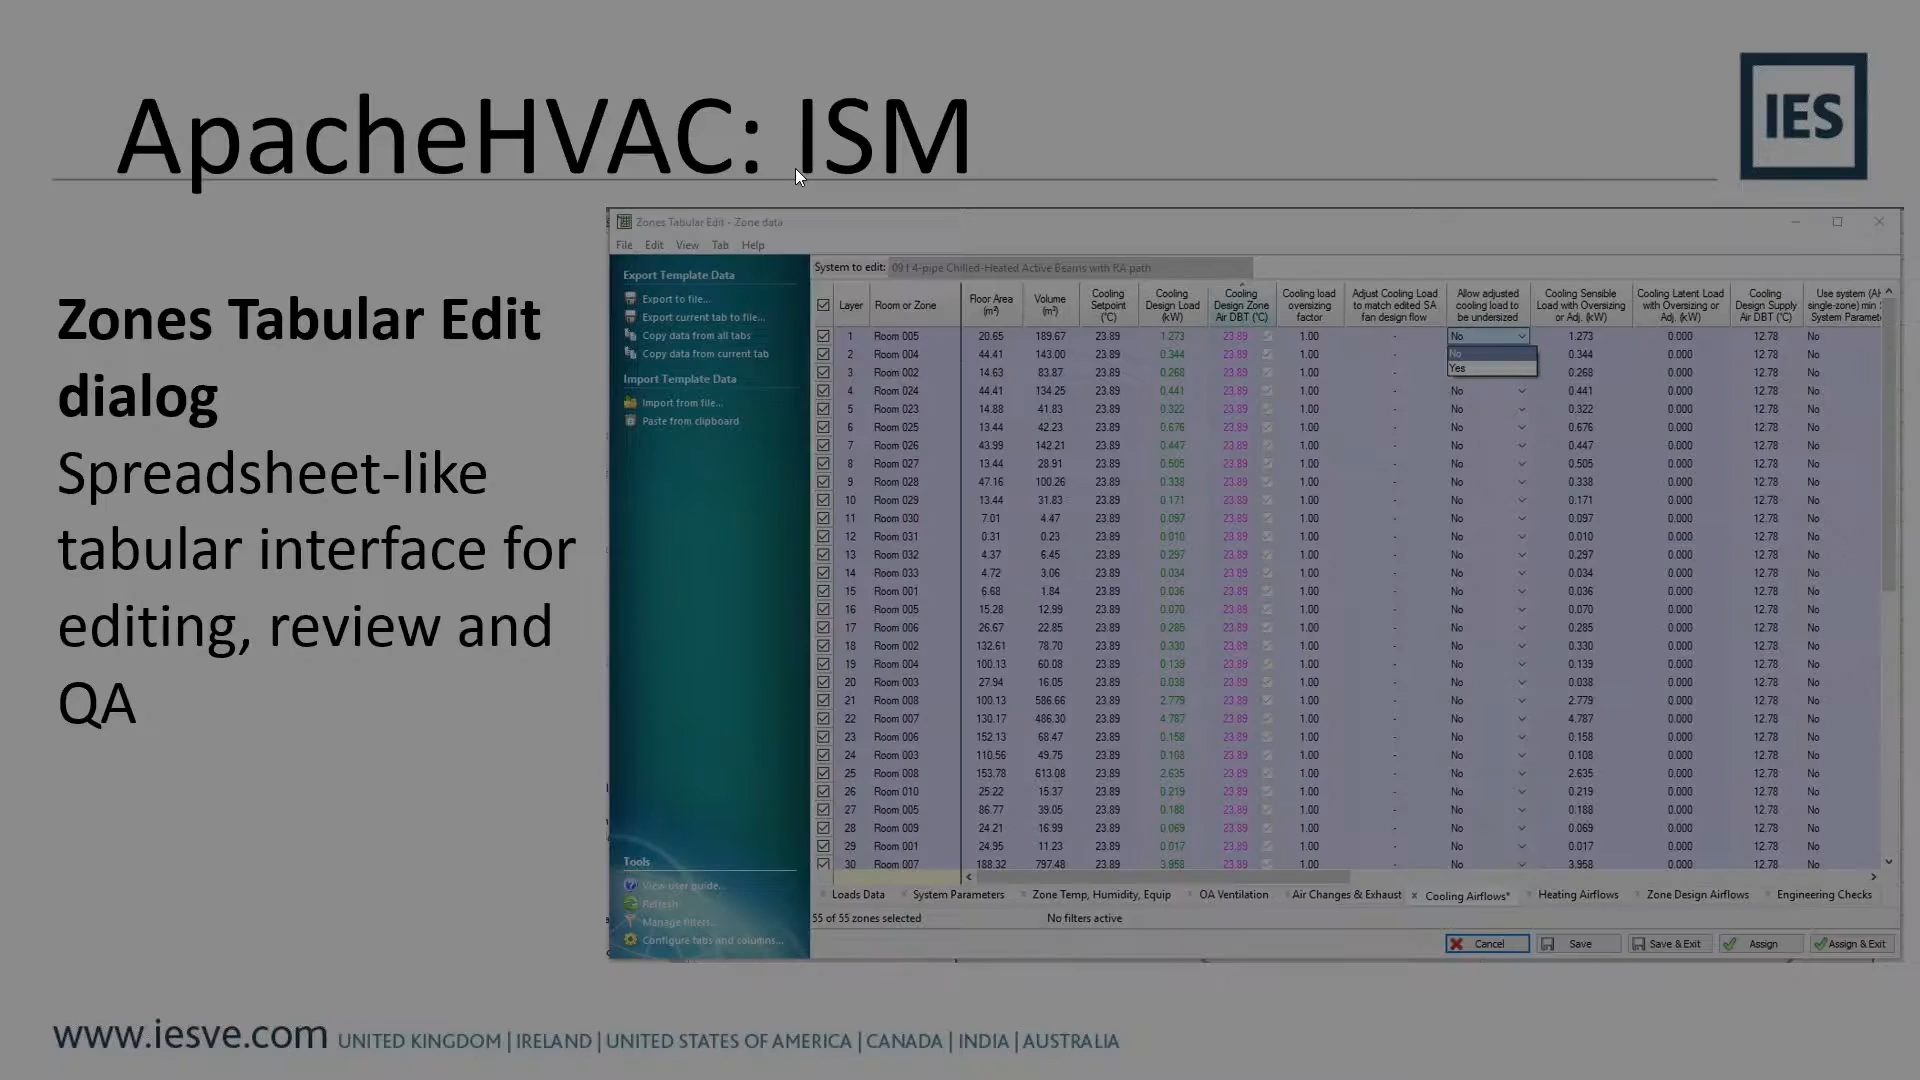 ApacheHVAC: ISM
IES
Zones Tabular Edit
dialog
Spreadsheet-like
tabular interface for
editing, review and
QA
Zones Tabular Edit - Zone data
File Edit View Tab Help
Export Template Data
Export to file...
Export current tab to file...
Copy data from all tabs
Copy data from current tab
Import Template Data
Import from file...
Paste from clipboard
Tools
View user guide...
Refresh
Manage filters...
Configure tabs and columns...
System to edit: 09 f 4-pipe Chilled-Heated Active Beams with RA path
Layer Room or Zone Floor Area (m²) Volume (m³) Cooling Setpoint (°C) Cooling Design Load (kW) Cooling Design Zone Air DBT (°C) Cooling load oversizing factor Adjust Cooling Load to match edited SA fan design flow Allow adjusted cooling load to be undersized Cooling Sensible Load with Oversizing or Adj. (kW) Cooling Latent Load with Oversizing or Adj. (kW) Cooling Design Supply Air DBT (°C) Use system (AH single-zone) min System Paramete
1 Room 005 20.65 189.67 23.89 1.273 23.89 1.00 - No 1.273 0.000 12.78 No
No
Yes
2 Room 004 44.41 143.00 23.89 0.344 23.89 1.00 - 0.344 0.000 12.78 No
3 Room 002 14.63 83.87 23.89 0.268 23.89 1.00 - 0.268 0.000 12.78 No
4 Room 024 44.41 134.25 23.89 0.441 23.89 1.00 - No 0.441 0.000 12.78 No
5 Room 023 14.88 41.83 23.89 0.322 23.89 1.00 - No 0.322 0.000 12.78 No
6 Room 025 13.44 42.23 23.89 0.676 23.89 1.00 - No 0.676 0.000 12.78 No
7 Room 026 43.99 142.21 23.89 0.447 23.89 1.00 - No 0.447 0.000 12.78 No
8 Room 027 13.44 28.91 23.89 0.505 23.89 1.00 - No 0.505 0.000 12.78 No
9 Room 028 47.16 100.26 23.89 0.338 23.89 1.00 - No 0.338 0.000 12.78 No
10 Room 029 13.44 31.83 23.89 0.171 23.89 1.00 - No 0.171 0.000 12.78 No
11 Room 030 7.01 4.47 23.89 0.097 23.89 1.00 - No 0.097 0.000 12.78 No
12 Room 031 0.31 0.23 23.89 0.010 23.89 1.00 - No 0.010 0.000 12.78 No
13 Room 032 4.37 6.45 23.89 0.297 23.89 1.00 - No 0.297 0.000 12.78 No
14 Room 033 4.72 3.06 23.89 0.034 23.89 1.00 - No 0.034 0.000 12.78 No
15 Room 001 6.68 1.84 23.89 0.036 23.89 1.00 - No 0.036 0.000 12.78 No
16 Room 005 15.28 12.99 23.89 0.070 23.89 1.00 - No 0.070 0.000 12.78 No
17 Room 006 26.67 22.85 23.89 0.285 23.89 1.00 - No 0.285 0.000 12.78 No
18 Room 002 132.61 78.70 23.89 0.330 23.89 1.00 - No 0.330 0.000 12.78 No
19 Room 004 100.13 60.08 23.89 0.139 23.89 1.00 - No 0.139 0.000 12.78 No
20 Room 003 27.94 16.05 23.89 0.038 23.89 1.00 - No 0.038 0.000 12.78 No
21 Room 008 100.13 586.66 23.89 2.779 23.89 1.00 - No 2.779 0.000 12.78 No
22 Room 007 130.17 486.30 23.89 4.787 23.89 1.00 - No 4.787 0.000 12.78 No
23 Room 006 152.13 68.47 23.89 0.158 23.89 1.00 - No 0.158 0.000 12.78 No
24 Room 003 110.56 49.75 23.89 0.108 23.89 1.00 - No 0.108 0.000 12.78 No
25 Room 008 153.78 613.08 23.89 2.635 23.89 1.00 - No 2.635 0.000 12.78 No
26 Room 010 25.22 15.37 23.89 0.219 23.89 1.00 - No 0.219 0.000 12.78 No
27 Room 005 86.77 39.05 23.89 0.188 23.89 1.00 - No 0.188 0.000 12.78 No
28 Room 009 24.21 16.99 23.89 0.069 23.89 1.00 - No 0.069 0.000 12.78 No
29 Room 001 24.95 11.23 23.89 0.017 23.89 1.00 - No 0.017 0.000 12.78 No
30 Room 007 188.32 797.48 23.89 3.958 23.89 1.00 - No 3.958 0.000 12.78 No
Loads Data System Parameters Zone Temp, Humidity, Equip OA Ventilation Air Changes & Exhaust Cooling Airflows* Heating Airflows Zone Design Airflows Engineering Checks
55 of 55 zones selected No filters active
Cancel Save Save & Exit Assign Assign & Exit
www.iesve.com UNITED KINGDOM | IRELAND | UNITED STATES OF AMERICA | CANADA | INDIA | AUSTRALIA